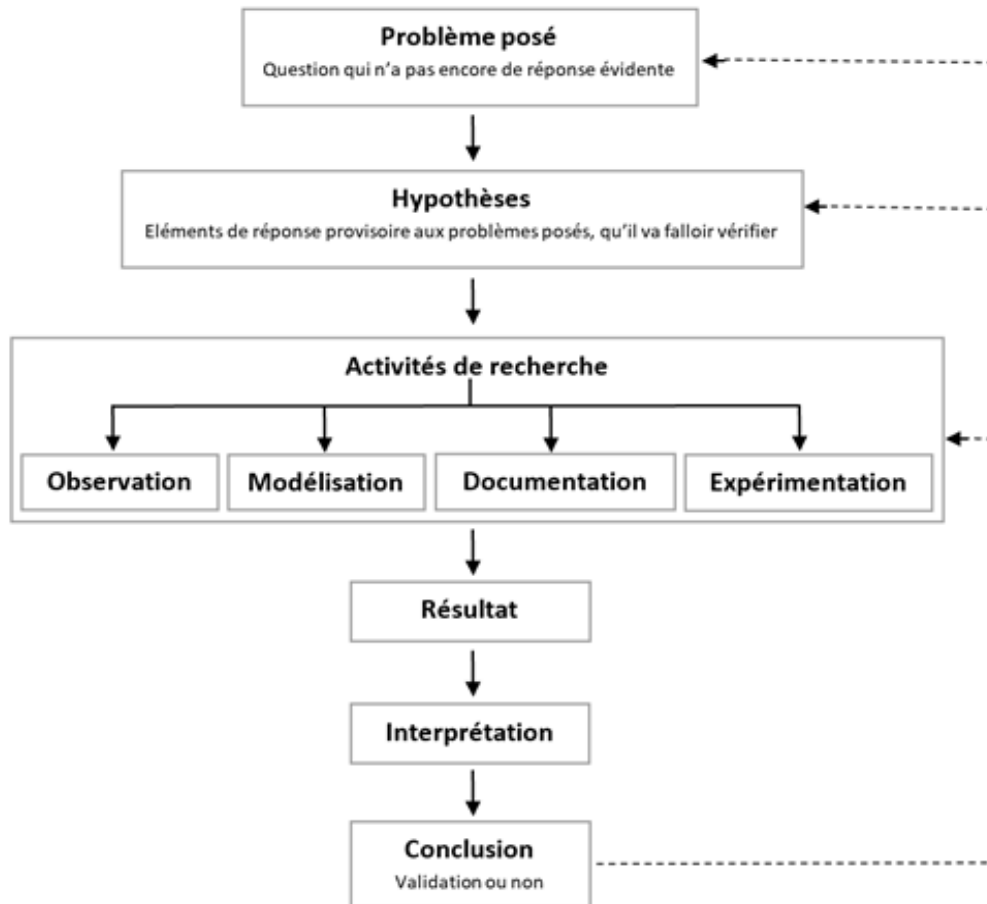 Problème posé
Question qui n'a pas encore de réponse évidente
Hypothèses
Eléments de réponse provisoire aux problèmes posés, qu'il va falloir vérifier
Activités de recherche
Observation
Modélisation
Documentation
Expérimentation
Résultat
Interprétation
Conclusion
Validation ou non